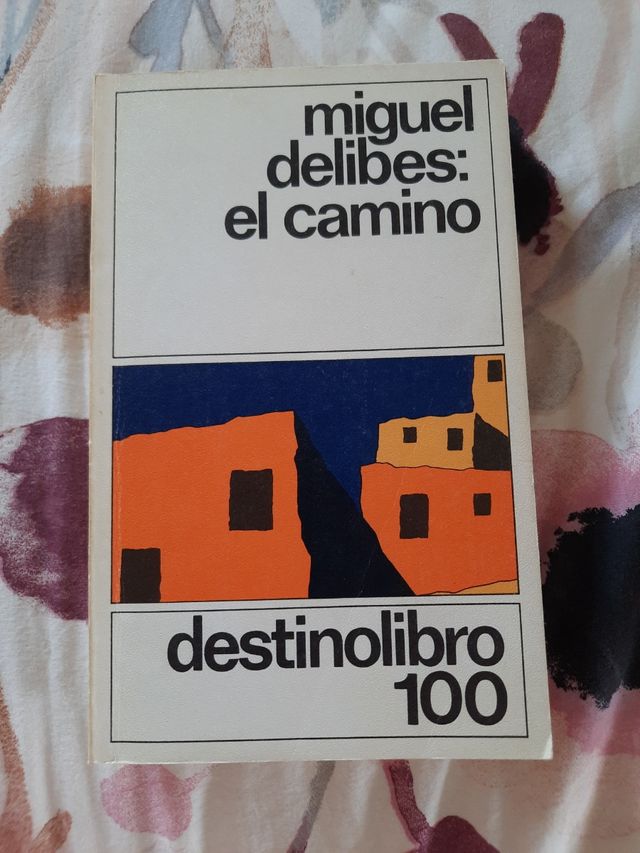 miguel
delibes:
el camino
destinolibro
100